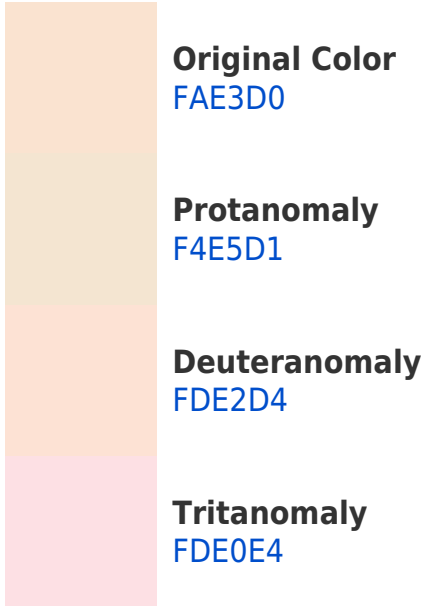 Original Color
FAE3D0
Protanomaly
F4E5D1
Deuteranomaly
FDE2D4
Tritanomaly
FDE0E4